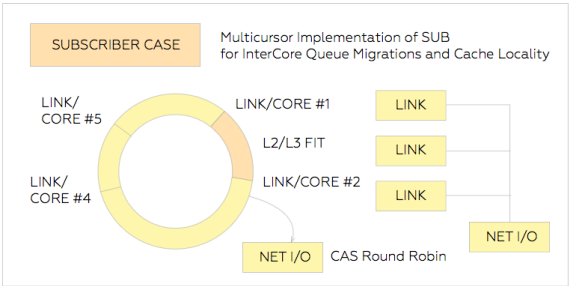 SUBSCRIBER CASE
Multicursor Implementation of SUB
for InterCore Queue Migrations and Cache Locality
LINK/
CORE #5
LINK/CORE #1
L2/L3 FIT
LINK/
CORE #4
LINK/CORE #2
NET I/O
CAS Round Robin
LINK
LINK
LINK
NET I/O